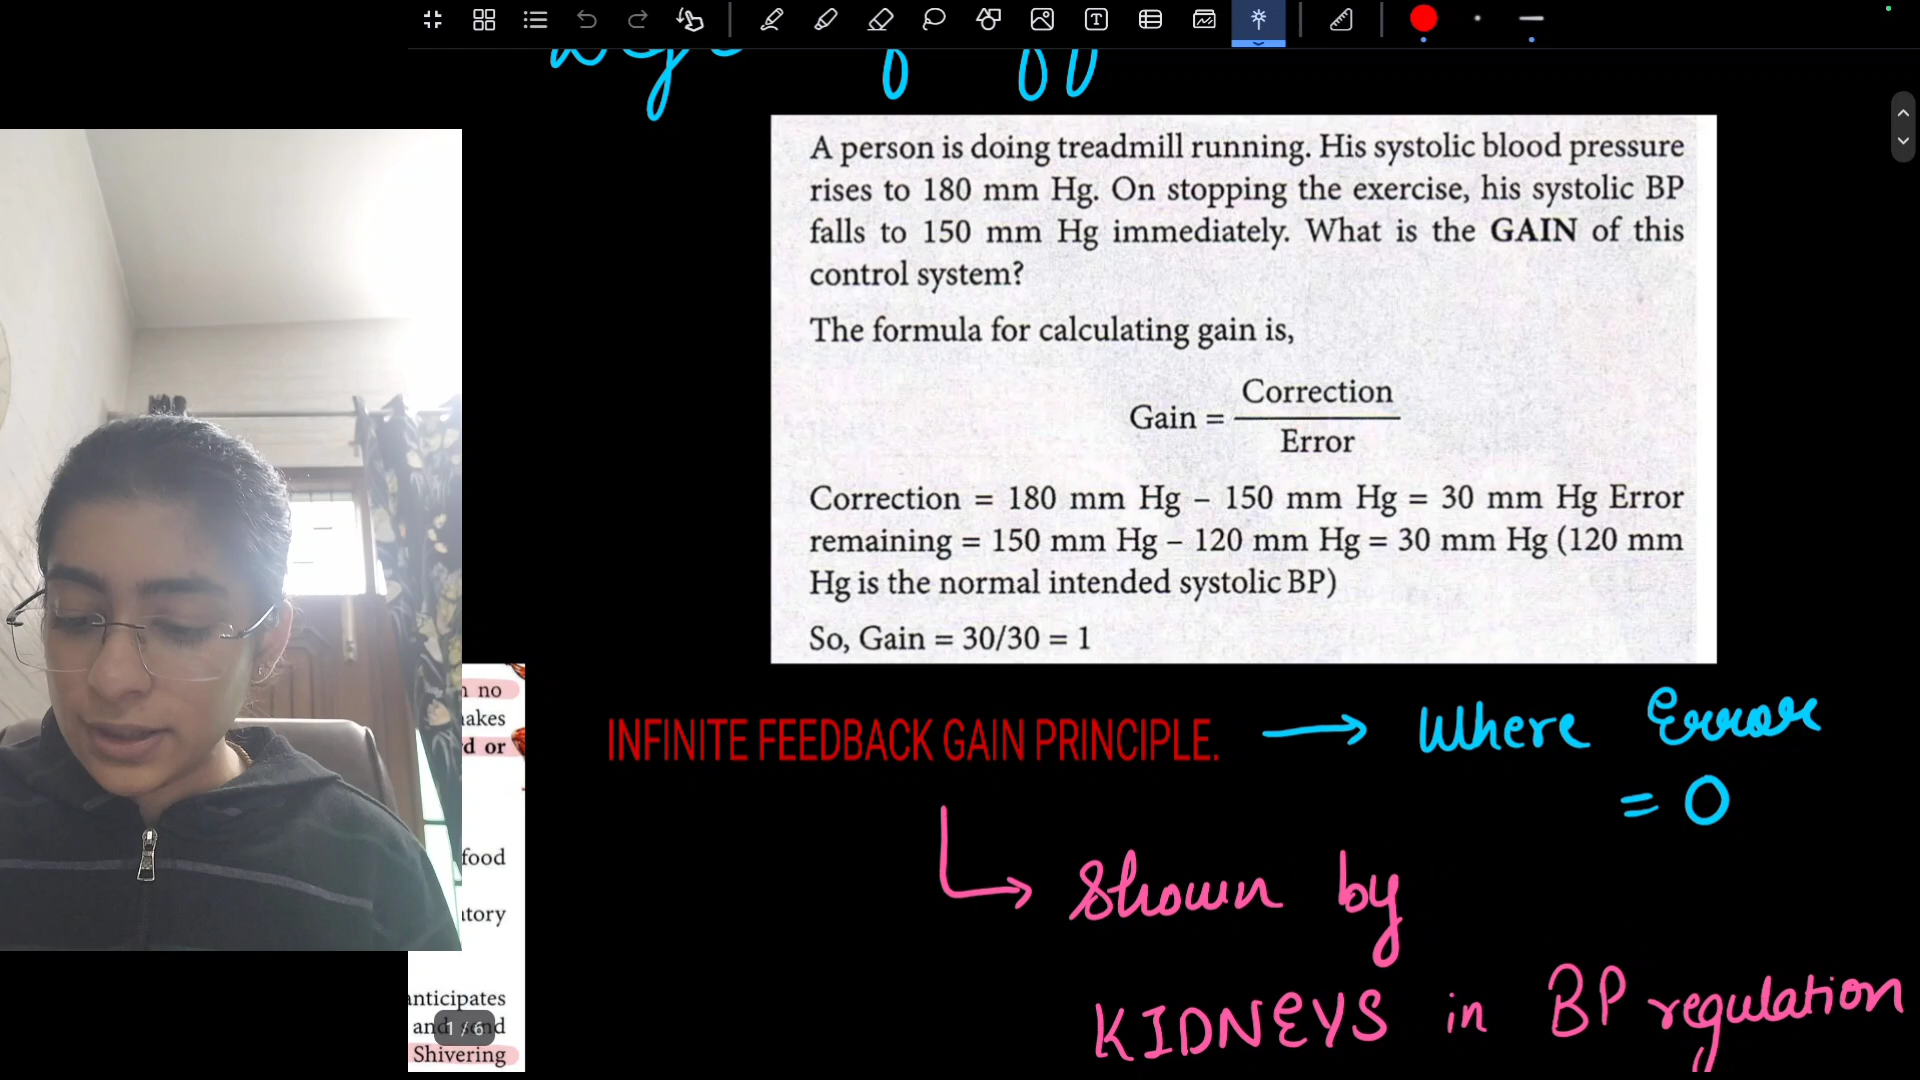 A person is doing treadmill running. His systolic blood pressure
rises to 180 mm Hg. On stopping the exercise, his systolic BP
falls to 150 mm Hg immediately. What is the GAIN of this
control system?
The formula for calculating gain is,
Gain = Correction
Error
Correction = 180 mm Hg – 150 mm Hg = 30 mm Hg Error
remaining = 150 mm Hg – 120 mm Hg = 30 mm Hg (120 mm
Hg is the normal intended systolic BP)
So, Gain = 30/30 = 1
INFINITE FEEDBACK GAIN PRINCIPLE. → Where Error
= 0
Shown by
KIDNEYS in BP regulation
no
food
anticipates
and
1 / 6
Shivering